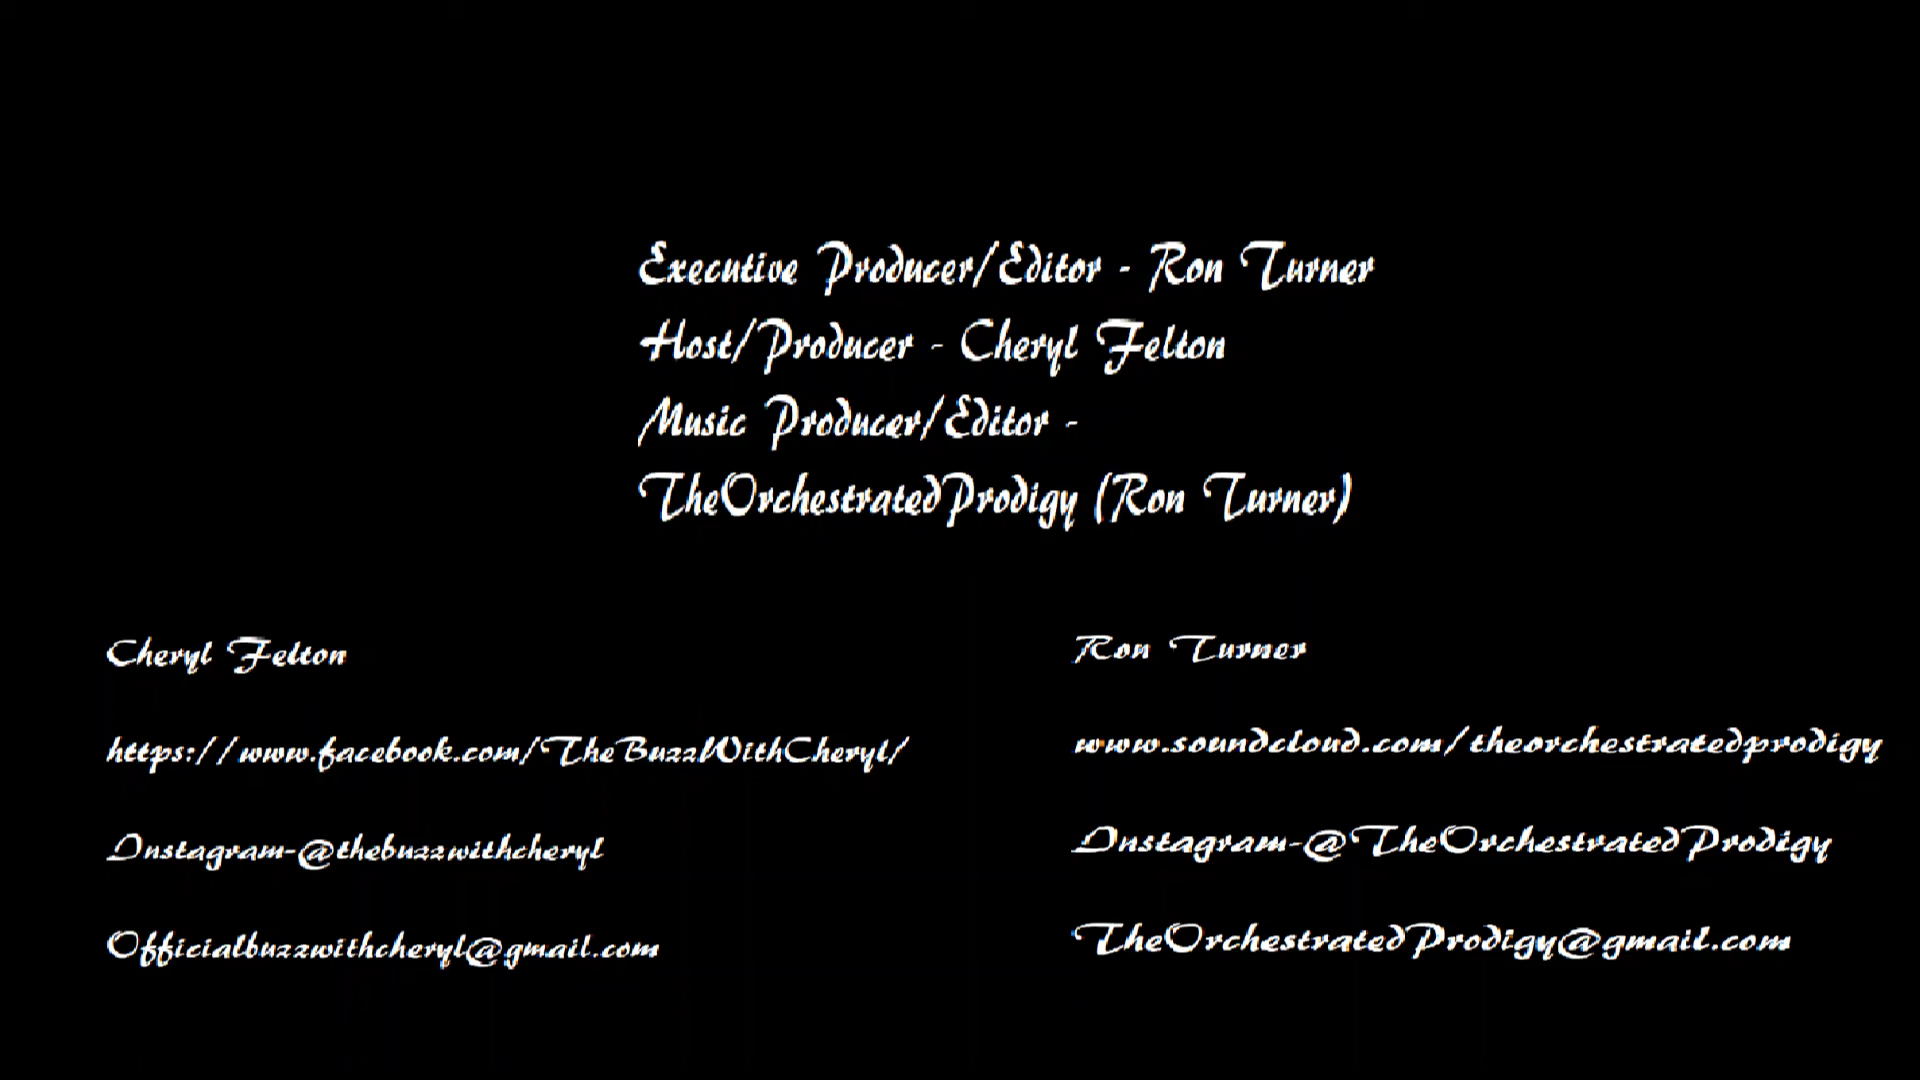 Executive Producer/Editor - Ron Turner
Host/Producer - Cheryl Felton
Music Producer/Editor -
TheOrchestratedProdigy (Ron Turner)
Cheryl Felton
https://www.facebook.com/TheBuzzWithCheryl/
Instagram-@thebuzzwithcheryl
Officialbuzzwithcheryl@gmail.com
Ron Turner
www.soundcloud.com/theorchestratedprodigy
Instagram-@TheOrchestratedProdigy
TheOrchestratedProdigy@gmail.com